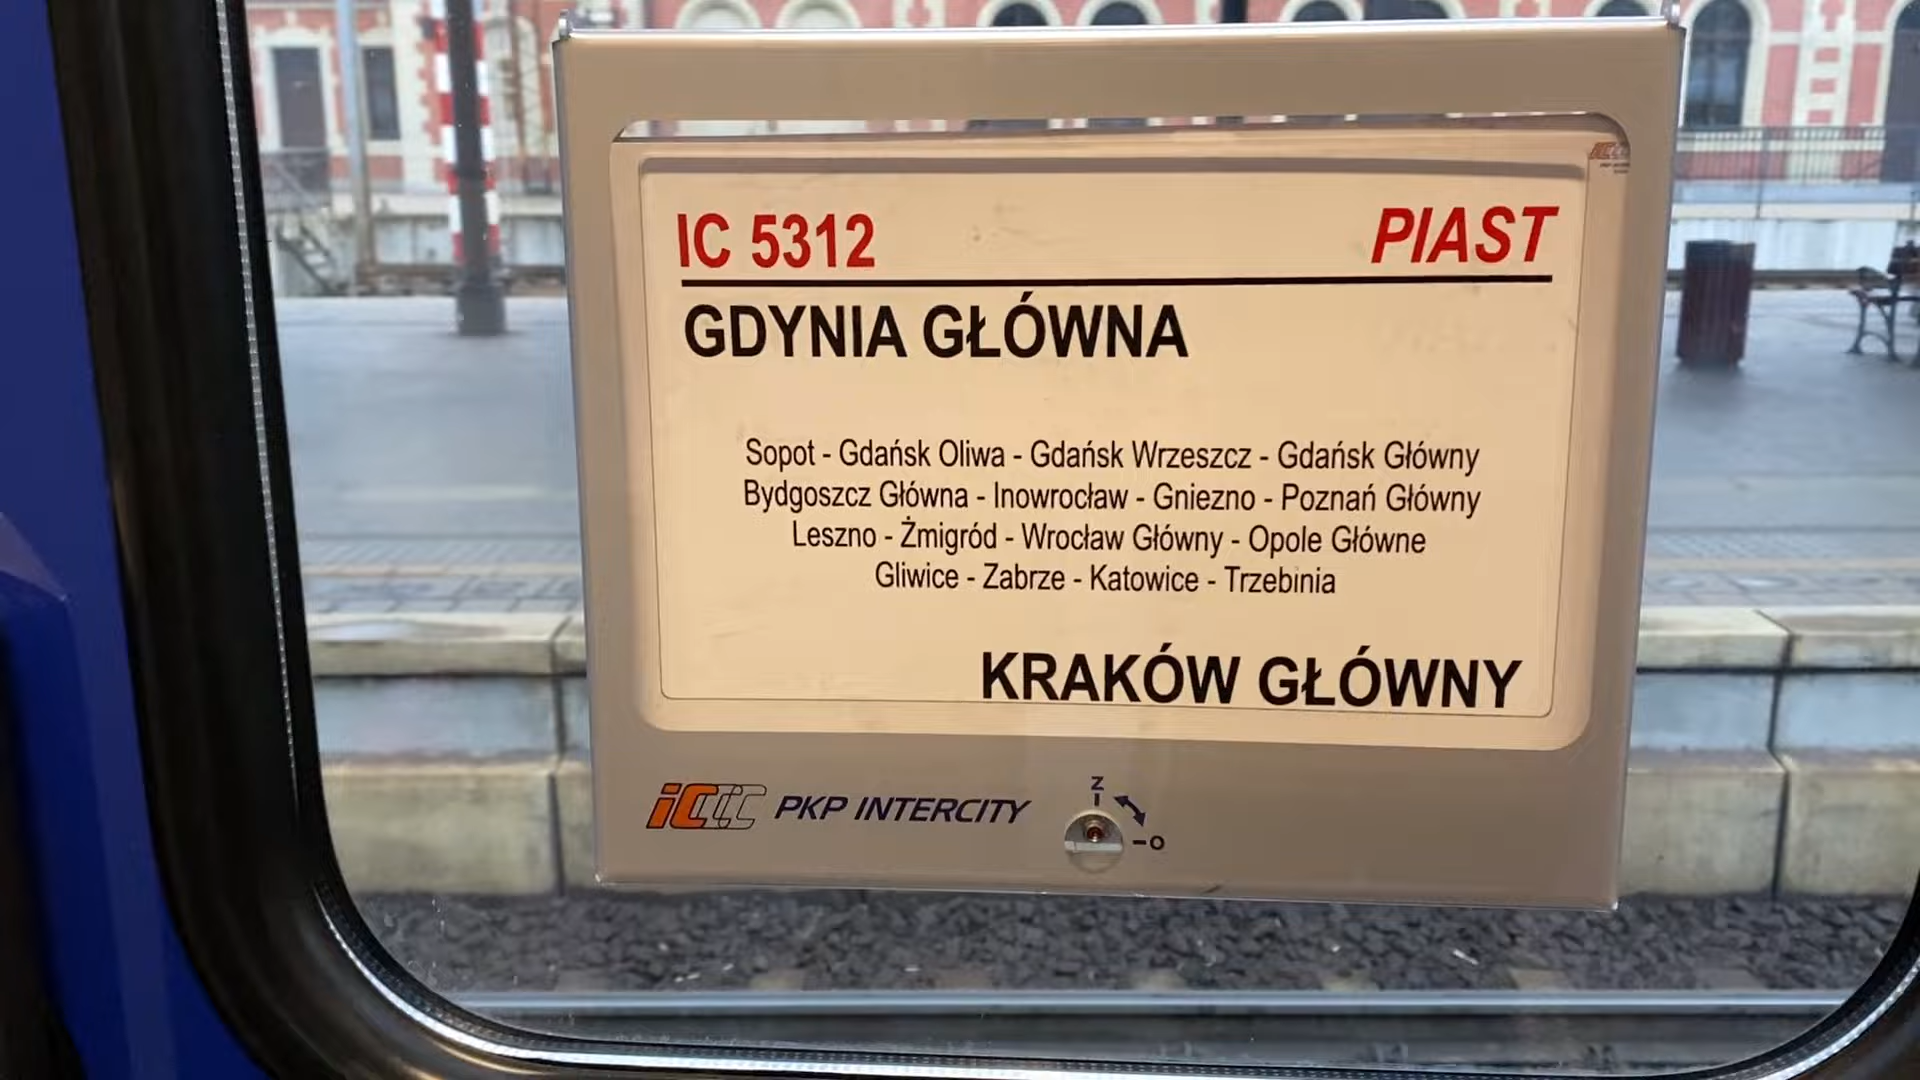 IC 5312 PIAST
GDYNIA GŁÓWNA
Sopot - Gdańsk Oliwa - Gdańsk Wrzeszcz - Gdańsk Główny
Bydgoszcz Główna - Inowrocław - Gniezno - Poznań Główny
Leszno - Żmigród - Wrocław Główny - Opole Główne
Gliwice - Zabrze - Katowice - Trzebinia
KRAKÓW GŁÓWNY
IC PKP INTERCITY
Z
O